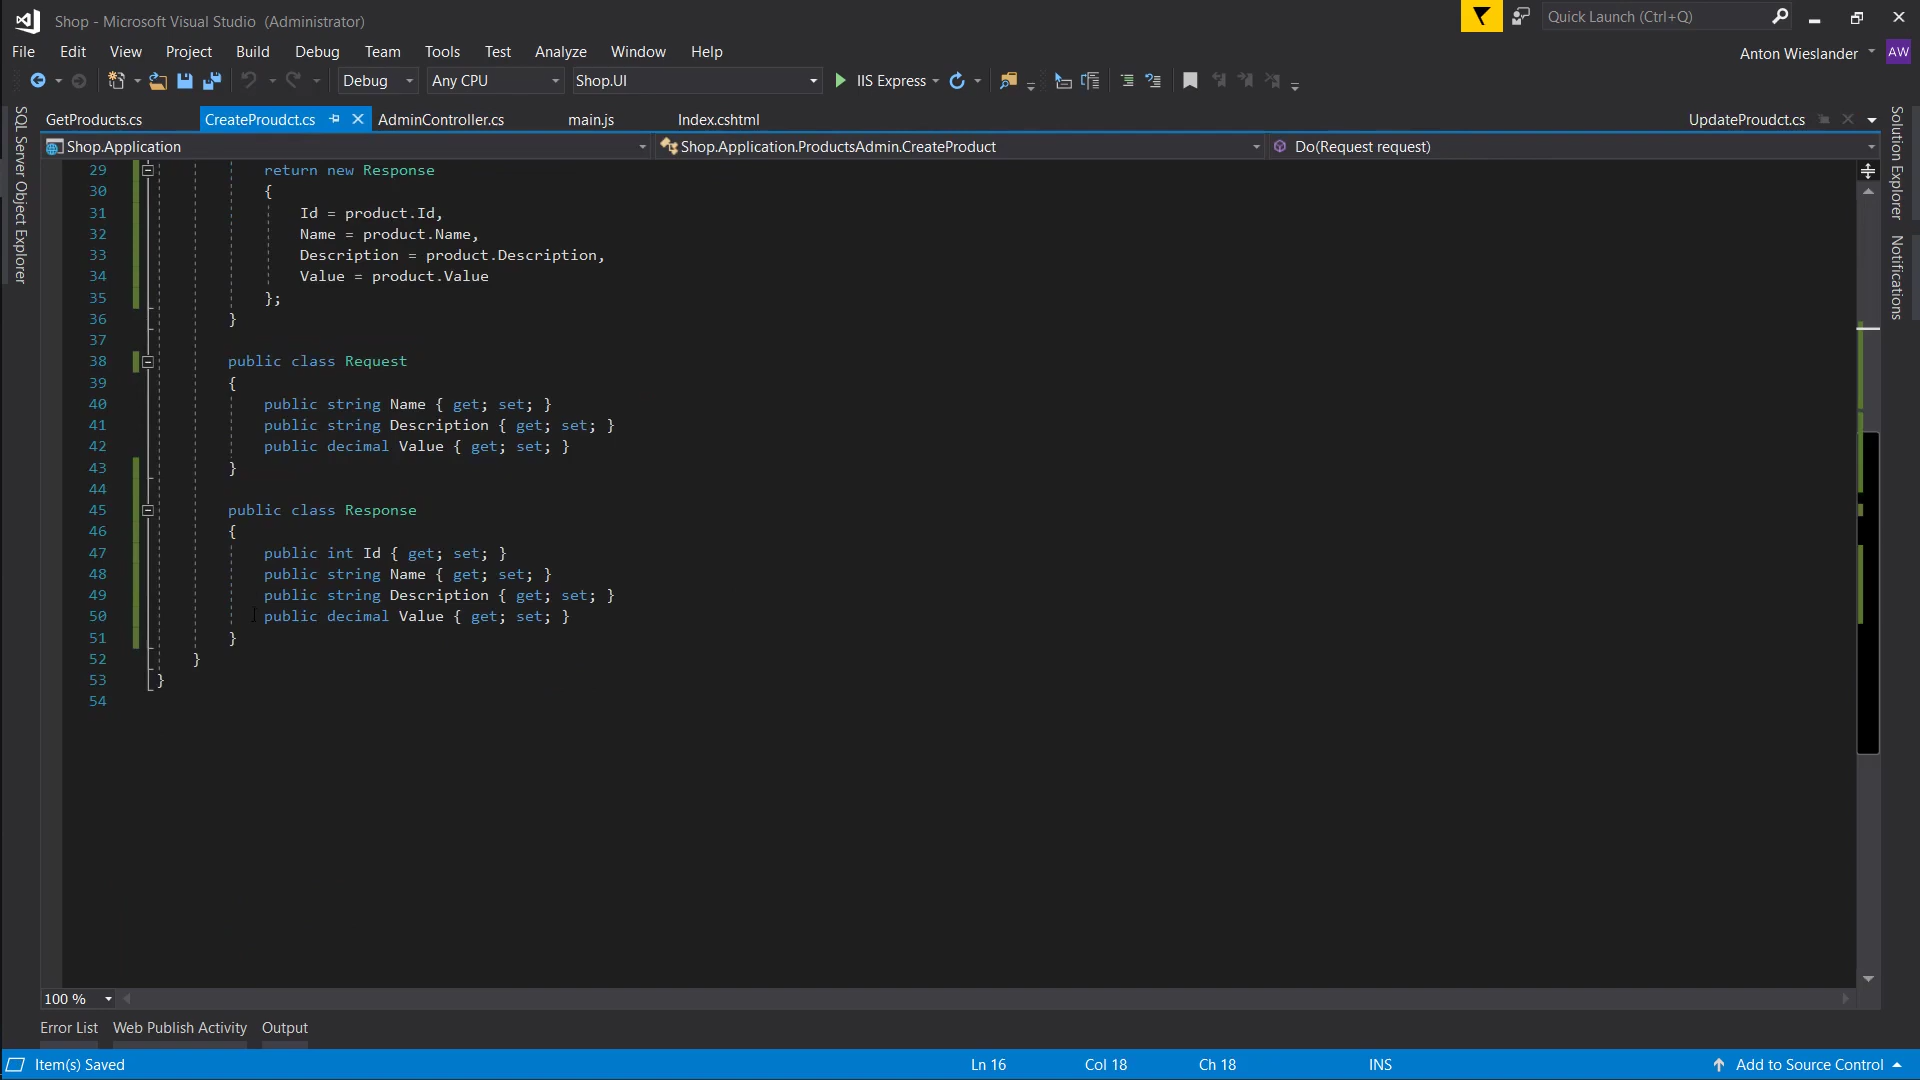 Shop - Microsoft Visual Studio (Administrator)
Quick Launch (Ctrl+Q)
File Edit View Project Build Debug Team Tools Test Analyze Window Help
Anton Wieslander AW
Debug Any CPU Shop.UI IIS Express
GetProducts.cs CreateProudct.cs AdminController.cs main.js Index.cshtml UpdateProudct.cs
Shop.Application Shop.Application.ProductsAdmin.CreateProduct Do(Request request)
SQL Server Object Explorer
Solution Explorer
Notifications
29 return new Response
30 {
31 Id = product.Id,
32 Name = product.Name,
33 Description = product.Description,
34 Value = product.Value
35 };
36 }
37
38 public class Request
39 {
40 public string Name { get; set; }
41 public string Description { get; set; }
42 public decimal Value { get; set; }
43 }
44
45 public class Response
46 {
47 public int Id { get; set; }
48 public string Name { get; set; }
49 public string Description { get; set; }
50 public decimal Value { get; set; }
51 }
52 }
53 }
54
100 %
Error List Web Publish Activity Output
Item(s) Saved Ln 16 Col 18 Ch 18 INS Add to Source Control